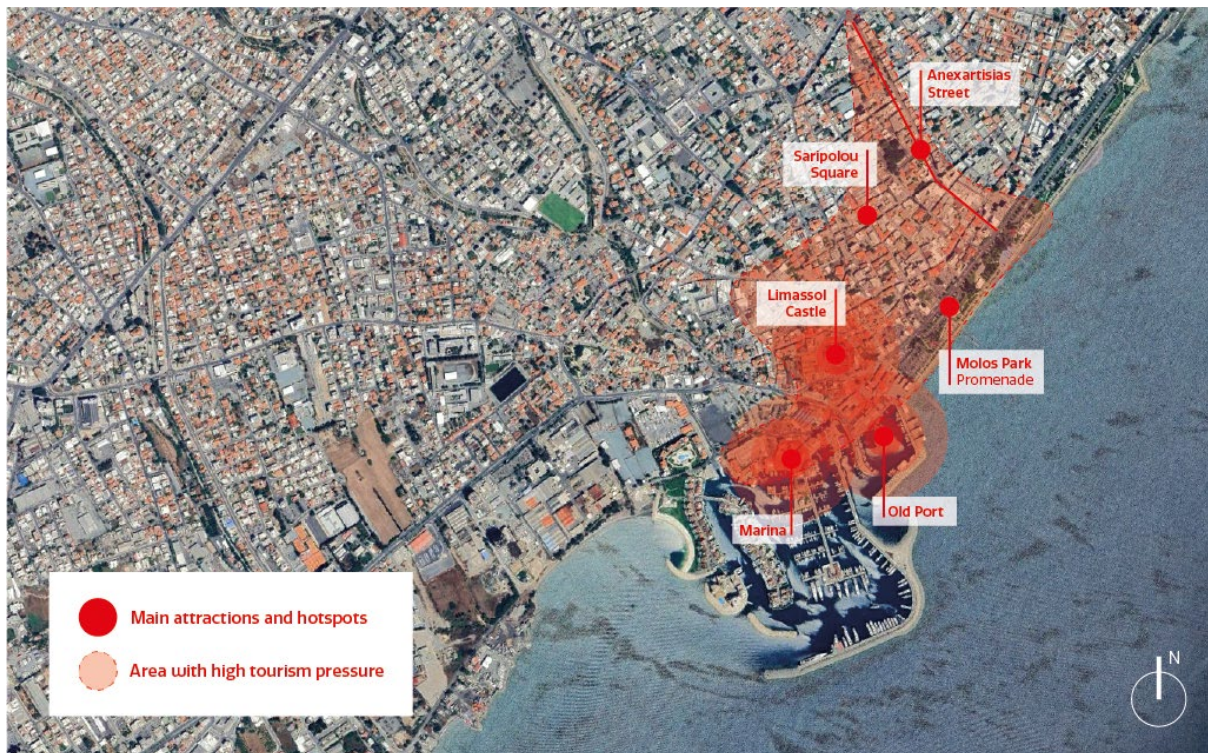 Anexartisias
Street
Saripolou
Square
Limassol
Castle
Molos Park
Promenade
Old Port
Marina
Main attractions and hotspots
Area with high tourism pressure
N